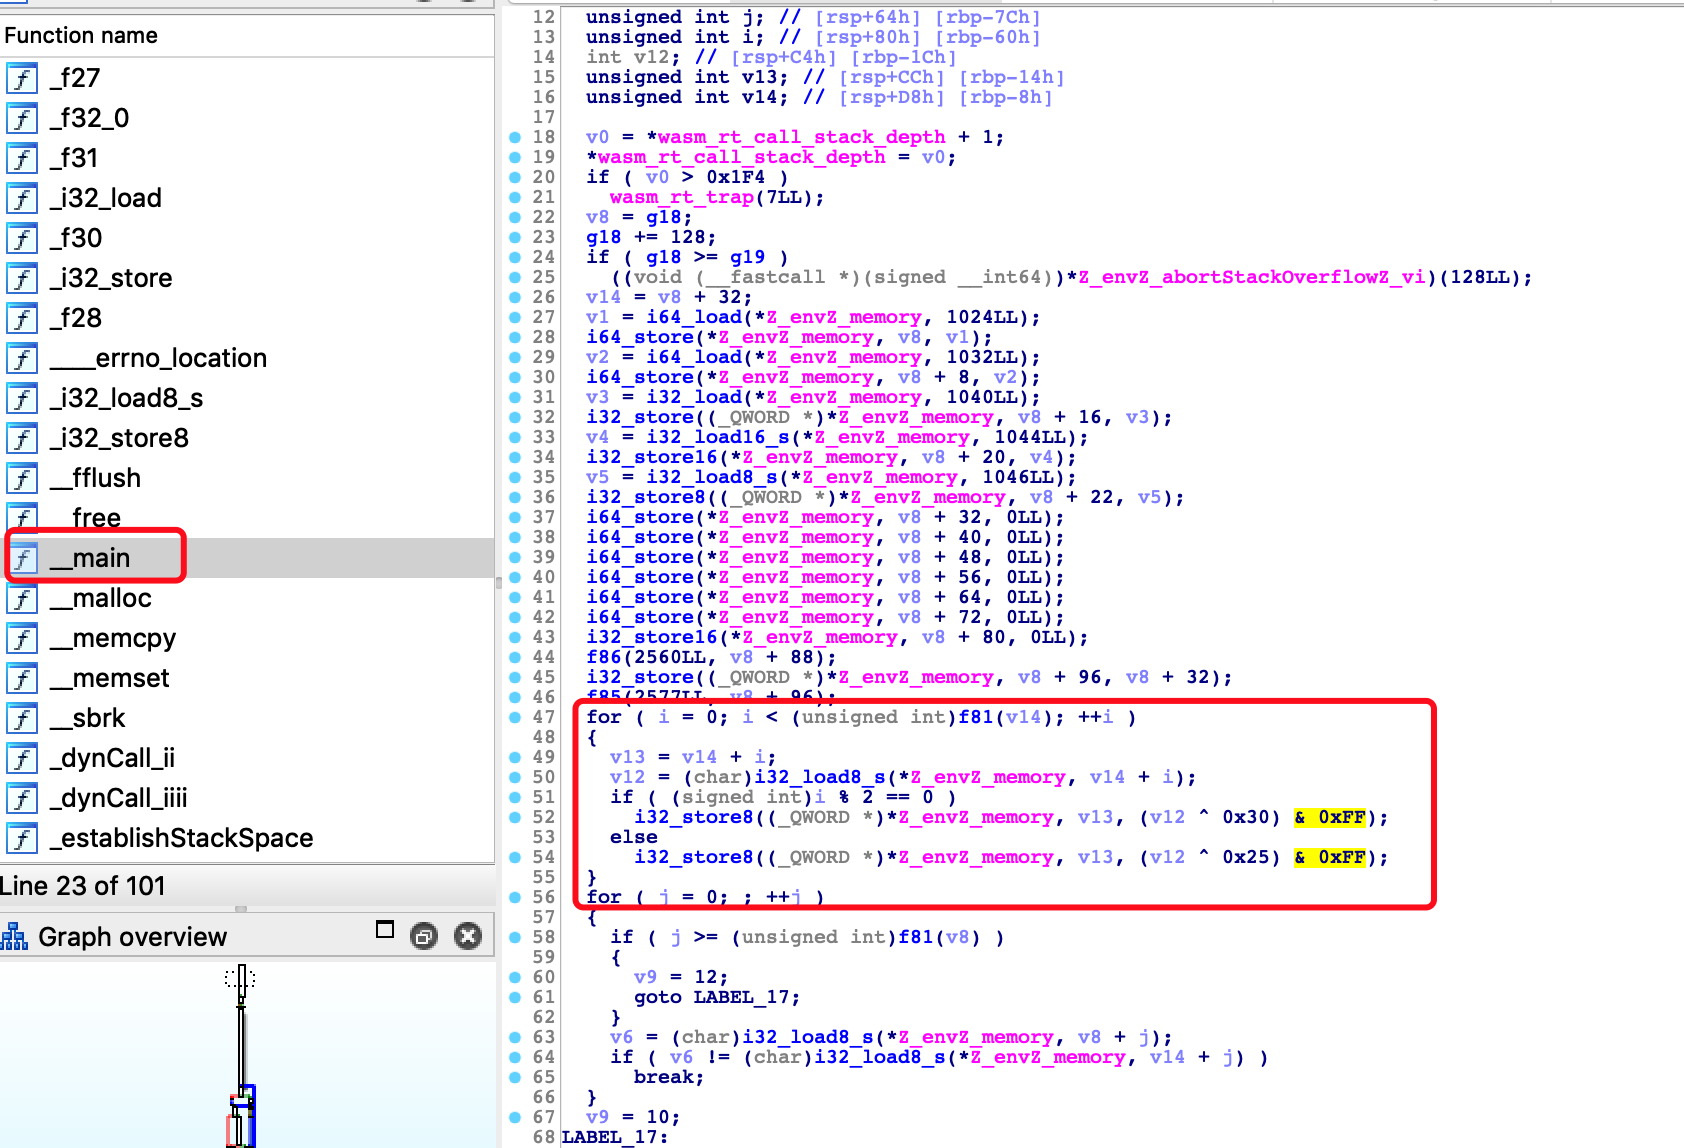 Function name
_f27
_f32_0
_f31
_i32_load
_f30
_i32_store
_f28
____errno_location
_i32_load8_s
_i32_store8
__fflush
__free
__main
__malloc
__memcpy
__memset
__sbrk
_dynCall_ii
_dynCall_iiii
_establishStackSpace
Line 23 of 101
Graph overview
12 unsigned int j; // [rsp+64h] [rbp-7Ch]
13 unsigned int i; // [rsp+80h] [rbp-60h]
14 int v12; // [rsp+C4h] [rbp-1Ch]
15 unsigned int v13; // [rsp+CCh] [rbp-14h]
16 unsigned int v14; // [rsp+D8h] [rbp-8h]
17
18 v0 = *wasm_rt_call_stack_depth + 1;
19 *wasm_rt_call_stack_depth = v0;
20 if ( v0 > 0x1F4 )
21 wasm_rt_trap(7LL);
22 v8 = g18;
23 g18 += 128;
24 if ( g18 >= g19 )
25 ((void (__fastcall *)(signed __int64))*Z_envZ_abortStackOverflowZ_vi)(128LL);
26 v14 = v8 + 32;
27 v1 = i64_load(*Z_envZ_memory, 1024LL);
28 i64_store(*Z_envZ_memory, v8, v1);
29 v2 = i64_load(*Z_envZ_memory, 1032LL);
30 i64_store(*Z_envZ_memory, v8 + 8, v2);
31 v3 = i32_load(*Z_envZ_memory, 1040LL);
32 i32_store((_QWORD *)*Z_envZ_memory, v8 + 16, v3);
33 v4 = i32_load16_s(*Z_envZ_memory, 1044LL);
34 i32_store16(*Z_envZ_memory, v8 + 20, v4);
35 v5 = i32_load8_s(*Z_envZ_memory, 1046LL);
36 i32_store8((_QWORD *)*Z_envZ_memory, v8 + 22, v5);
37 i64_store(*Z_envZ_memory, v8 + 32, 0LL);
38 i64_store(*Z_envZ_memory, v8 + 40, 0LL);
39 i64_store(*Z_envZ_memory, v8 + 48, 0LL);
40 i64_store(*Z_envZ_memory, v8 + 56, 0LL);
41 i64_store(*Z_envZ_memory, v8 + 64, 0LL);
42 i64_store(*Z_envZ_memory, v8 + 72, 0LL);
43 i32_store16(*Z_envZ_memory, v8 + 80, 0LL);
44 f86(2560LL, v8 + 88);
45 i32_store((_QWORD *)*Z_envZ_memory, v8 + 96, v8 + 32);
46 f85(2577LL, v8 + 96);
47 for ( i = 0; i < (unsigned int)f81(v14); ++i )
48 {
49 v13 = v14 + i;
50 v12 = (char)i32_load8_s(*Z_envZ_memory, v14 + i);
51 if ( (signed int)i % 2 == 0 )
52 i32_store8((_QWORD *)*Z_envZ_memory, v13, (v12 ^ 0x30) & 0xFF);
53 else
54 i32_store8((_QWORD *)*Z_envZ_memory, v13, (v12 ^ 0x25) & 0xFF);
55 }
56 for ( j = 0; ; ++j )
57 {
58 if ( j >= (unsigned int)f81(v8) )
59 {
60 v9 = 12;
61 goto LABEL_17;
62 }
63 v6 = (char)i32_load8_s(*Z_envZ_memory, v8 + j);
64 if ( v6 != (char)i32_load8_s(*Z_envZ_memory, v14 + j) )
65 break;
66 }
67 v9 = 10;
68 LABEL_17: